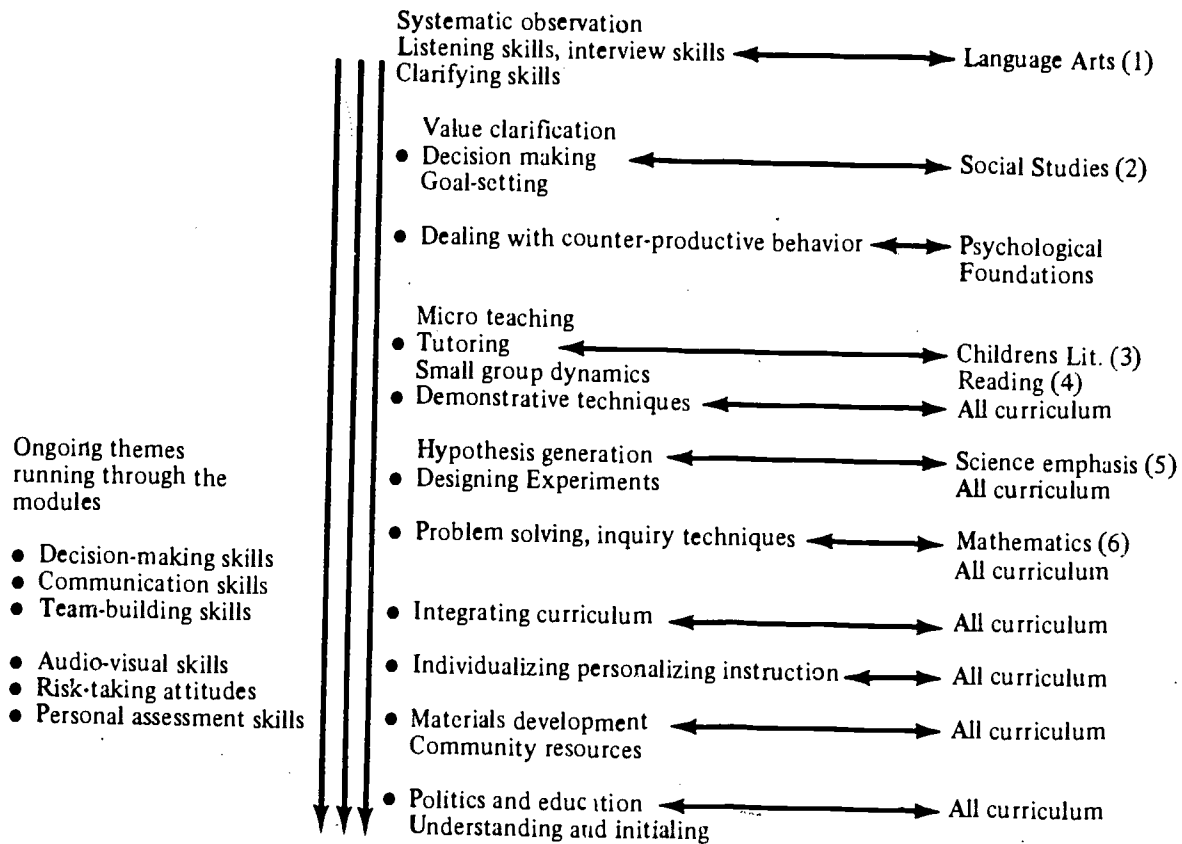 Systematic observation
Listening skills, interview skills
Clarifying skills
Language Arts (1)
Value clarification
• Decision making
Goal-setting
Social Studies (2)
• Dealing with counter-productive behavior
Psychological
Foundations
Micro teaching
• Tutoring
Small group dynamics
Childrens Lit. (3)
Reading (4)
• Demonstrative techniques
All curriculum
Hypothesis generation
• Designing Experiments
Science emphasis (5)
All curriculum
• Problem solving, inquiry techniques
Mathematics (6)
All curriculum
• Integrating curriculum
All curriculum
• Individualizing personalizing instruction
All curriculum
• Materials development
Community resources
All curriculum
• Politics and education
Understanding and initialing
All curriculum
Ongoing themes
running through the
modules
• Decision-making skills
• Communication skills
• Team-building skills
• Audio-visual skills
• Risk-taking attitudes
• Personal assessment skills